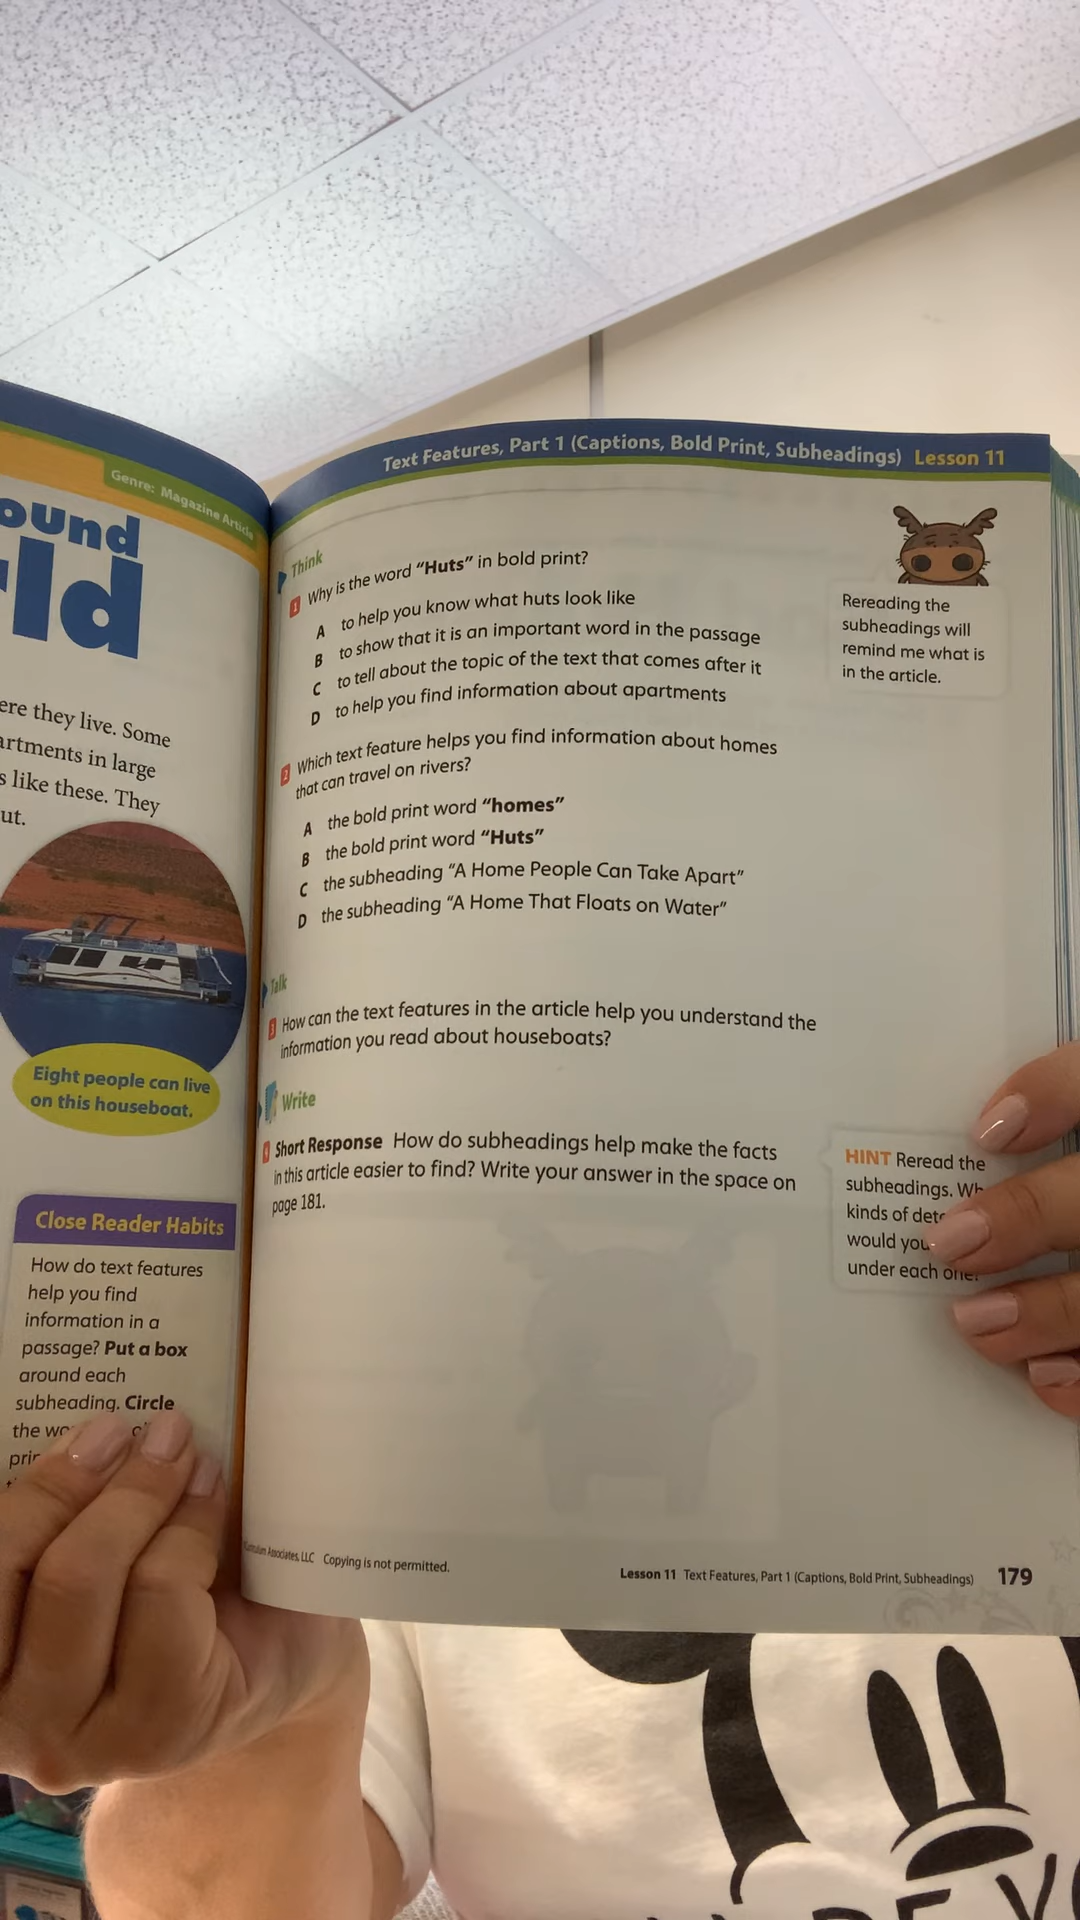 ound
ld
Genre: Magazine Article
ere they live. Some
artments in large
s like these. They
ut.
Eight people can live
on this houseboat.
Close Reader Habits
How do text features
help you find
information in a
passage? Put a box
around each
subheading. Circle
the
Text Features, Part 1 (Captions, Bold Print, Subheadings) Lesson 11
Think
1 Why is the word “Huts” in bold print?
A to help you know what huts look like
B to show that it is an important word in the passage
C to tell about the topic of the text that comes after it
D to help you find information about apartments
2 Which text feature helps you find information about homes
that can travel on rivers?
A the bold print word “homes”
B the bold print word “Huts”
C the subheading “A Home People Can Take Apart”
D the subheading “A Home That Floats on Water”
Talk
3 How can the text features in the article help you understand the
information you read about houseboats?
Write
4 Short Response How do subheadings help make the facts
in this article easier to find? Write your answer in the space on
page 181.
Rereading the
subheadings will
remind me what is
in the article.
HINT Reread the
subheadings.
kinds of
would you
under each one?
Curriculum Associates, LLC Copying is not permitted.
Lesson 11 Text Features, Part 1 (Captions, Bold Print, Subheadings) 179